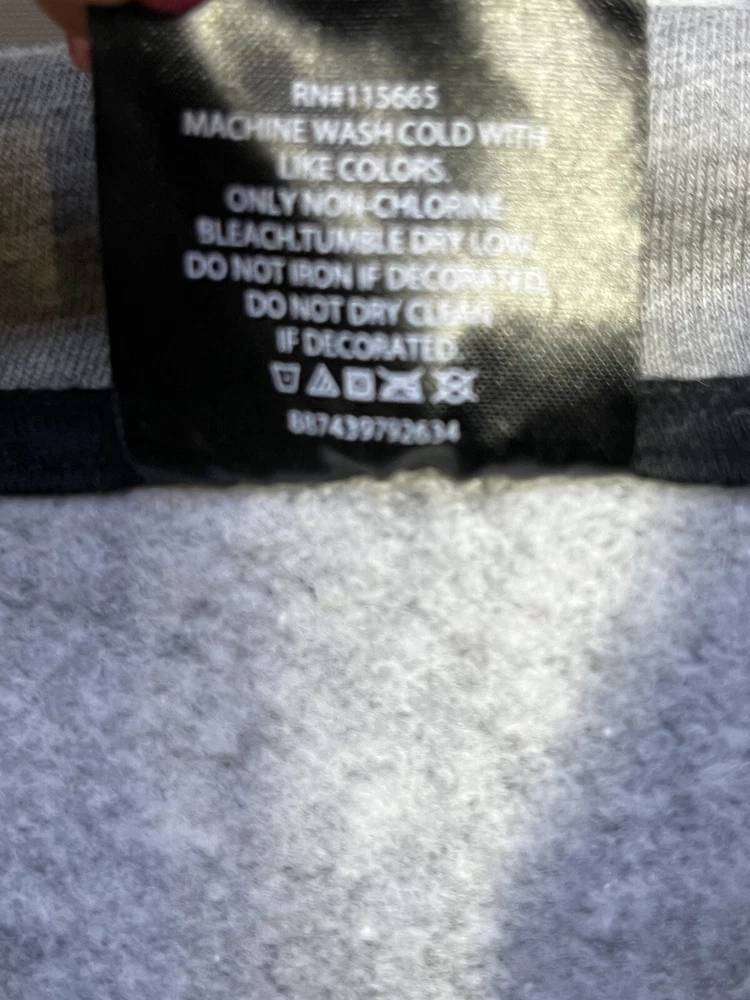 RN#115665
MACHINE WASH COLD WITH
LIKE COLORS.
ONLY NON-CHLORINE
BLEACH.TUMBLE DRY LOW.
DO NOT IRON IF DECORATED.
DO NOT DRY CLEAN
IF DECORATED.
887439792634